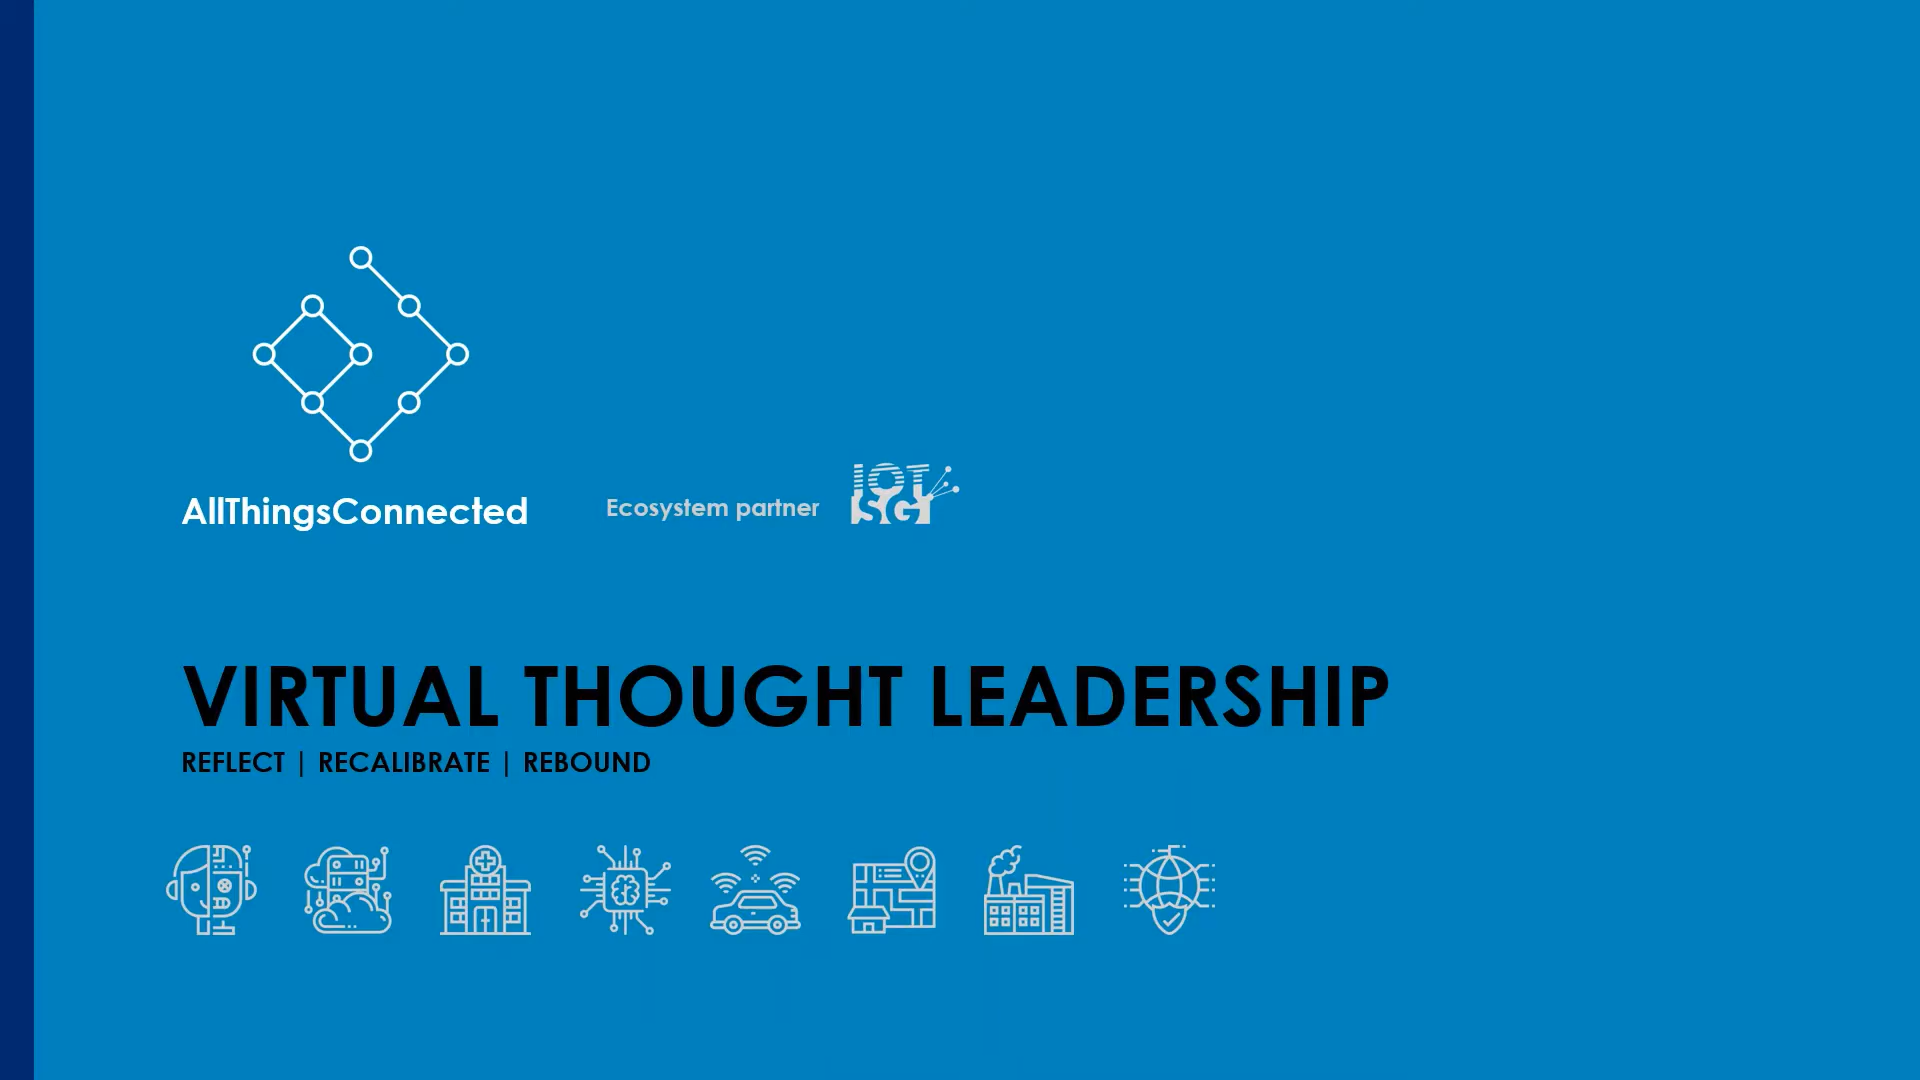 AllThingsConnected
Ecosystem partner
IOT
SG
VIRTUAL THOUGHT LEADERSHIP
REFLECT | RECALIBRATE | REBOUND